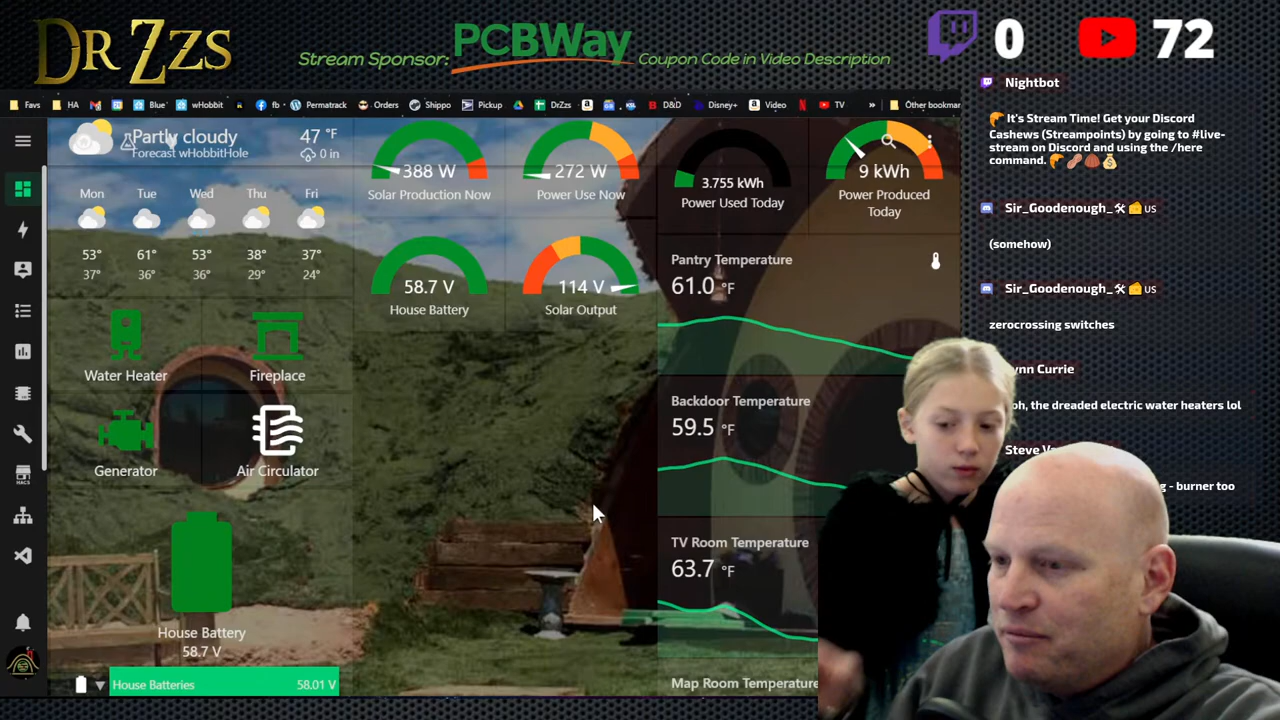 DR ZZS
Stream Sponsor: PCBWay Coupon Code in Video Description
0
72
Favs
HA
Blue'
wHobbit
fb
Permatrack
Orders
Shippo
Pickup
DrZzs
D&D
Disney+
Video
TV
»
Other bookmar
Partly cloudy
Forecast wHobbitHole
47 °F
0 in
Mon Tue Wed Thu Fri
53° 61° 53° 38° 37°
37° 36° 36° 29° 24°
388 W
Solar Production Now
272 W
Power Use Now
3.755 kWh
Power Used Today
9 kWh
Power Produced
Today
58.7 V
House Battery
114 V
Solar Output
Water Heater
Fireplace
Generator
Air Circulator
House Battery
58.7 V
House Batteries 58.01 V
Pantry Temperature
61.0 °F
Backdoor Temperature
59.5 °F
TV Room Temperature
63.7 °F
Map Room Temperature
HACS
Nightbot
It's Stream Time! Get your Discord
Cashews (Streampoints) by going to #live-
stream on Discord and using the /here
command.
Sir_Goodenough_ US
(somehow)
Sir_Goodenough_ US
zerocrossing switches
ynn Currie
oh, the dreaded electric water heaters lol
Steve Va
g - burner too